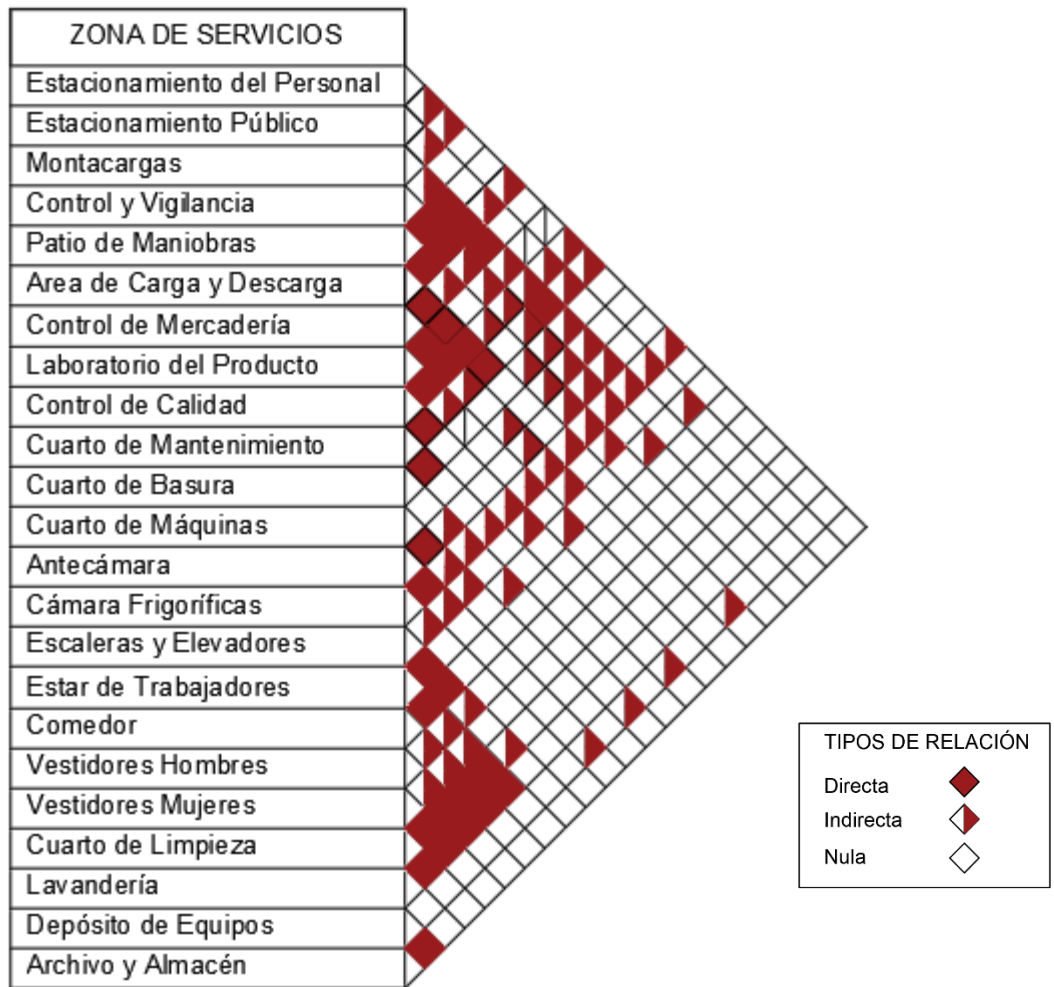 ZONA DE SERVICIOS
Estacionamiento del Personal
Estacionamiento Público
Montacargas
Control y Vigilancia
Patio de Maniobras
Area de Carga y Descarga
Control de Mercadería
Laboratorio del Producto
Control de Calidad
Cuarto de Mantenimiento
Cuarto de Basura
Cuarto de Máquinas
Antecámara
Cámara Frigoríficas
Escaleras y Elevadores
Estar de Trabajadores
Comedor
Vestidores Hombres
Vestidores Mujeres
Cuarto de Limpieza
Lavandería
Depósito de Equipos
Archivo y Almacén
TIPOS DE RELACIÓN
Directa
Indirecta
Nula